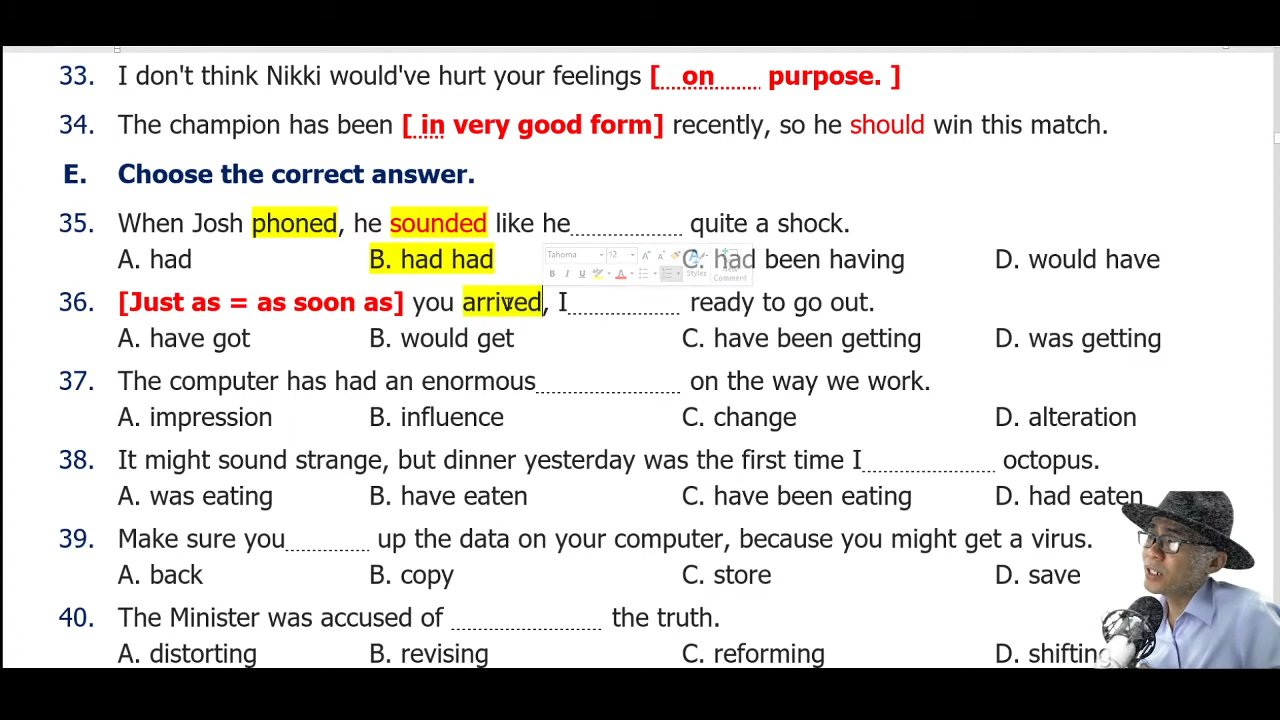 33. I don't think Nikki would've hurt your feelings [ on purpose. ]
34. The champion has been [ in very good form] recently, so he should win this match.
E. Choose the correct answer.
35. When Josh phoned, he sounded like he quite a shock.
A. had B. had had C. had been having D. would have
Tahoma 12 A A A Styles New Comment
B I U A
36. [Just as = as soon as] you arrived, I ready to go out.
A. have got B. would get C. have been getting D. was getting
37. The computer has had an enormous on the way we work.
A. impression B. influence C. change D. alteration
38. It might sound strange, but dinner yesterday was the first time I octopus.
A. was eating B. have eaten C. have been eating D. had eaten
39. Make sure you up the data on your computer, because you might get a virus.
A. back B. copy C. store D. save
40. The Minister was accused of the truth.
A. distorting B. revising C. reforming D. shifting